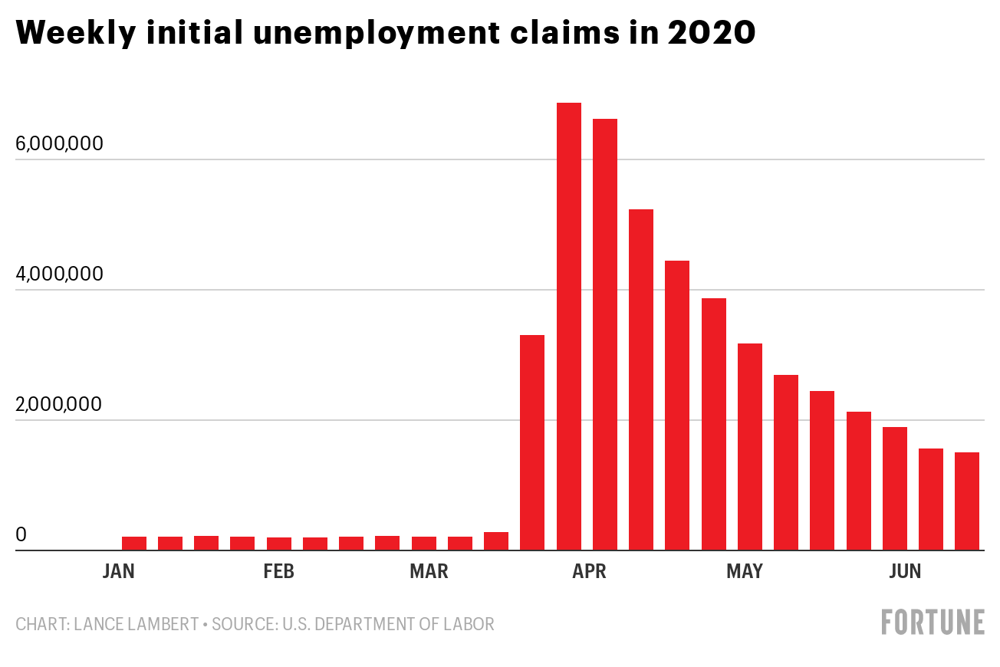 Weekly initial unemployment claims in 2020
6,000,000
4,000,000
2,000,000
0
JAN FEB MAR APR MAY JUN
CHART: LANCE LAMBERT • SOURCE: U.S. DEPARTMENT OF LABOR
FORTUNE